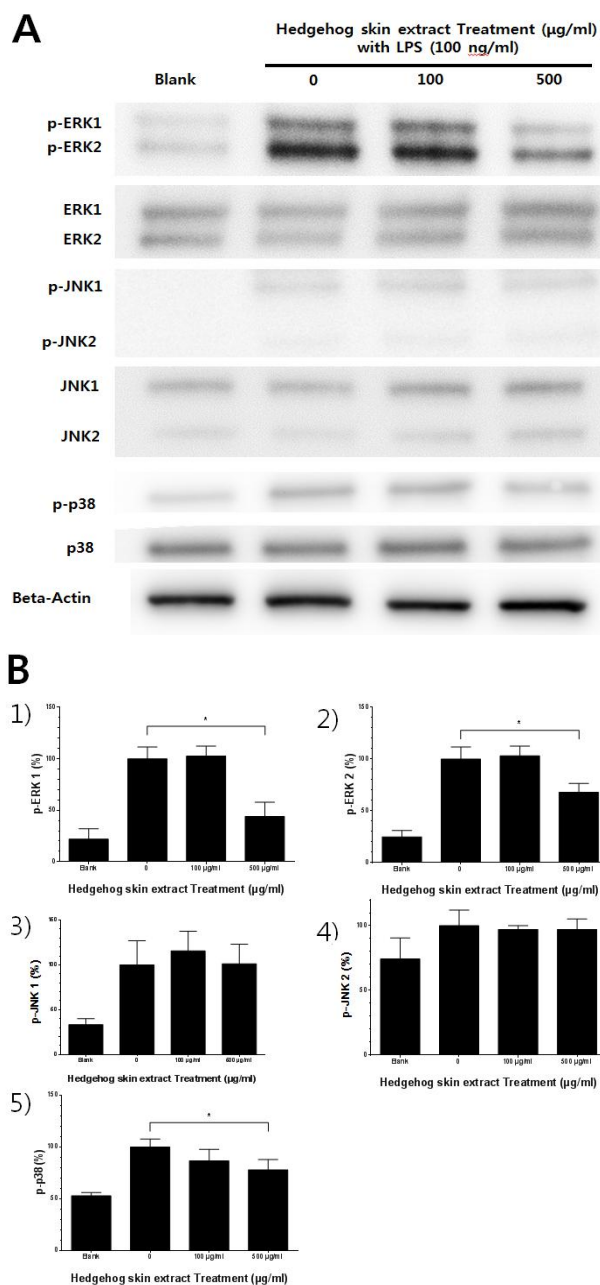 A
Hedgehog skin extract Treatment (μg/ml)
with LPS (100 ng/ml)
Blank 0 100 500
p-ERK1
p-ERK2
ERK1
ERK2
p-JNK1
p-JNK2
JNK1
JNK2
p-p38
p38
Beta-Actin
B
1)
p-ERK 1 (%)
150
100
50
0
*
Blank 0 100 μg/ml 500 μg/ml
Hedgehog skin extract Treatment (μg/ml)
2)
p-ERK 2 (%)
150
100
50
0
*
Blank 0 100 μg/ml 500 μg/ml
Hedgehog skin extract Treatment (μg/ml)
3)
p-JNK 1 (%)
150
100
50
0
Blank 0 100 μg/ml 500 μg/ml
Hedgehog skin extract Treatment (μg/ml)
4)
p-JNK 2 (%)
100
50
0
Blank 0 100 μg/ml 500 μg/ml
Hedgehog skin extract Treatment (μg/ml)
5)
p-p38 (%)
150
100
50
0
*
Blank 0 100 μg/ml 500 μg/ml
Hedgehog skin extract Treatment (μg/ml)